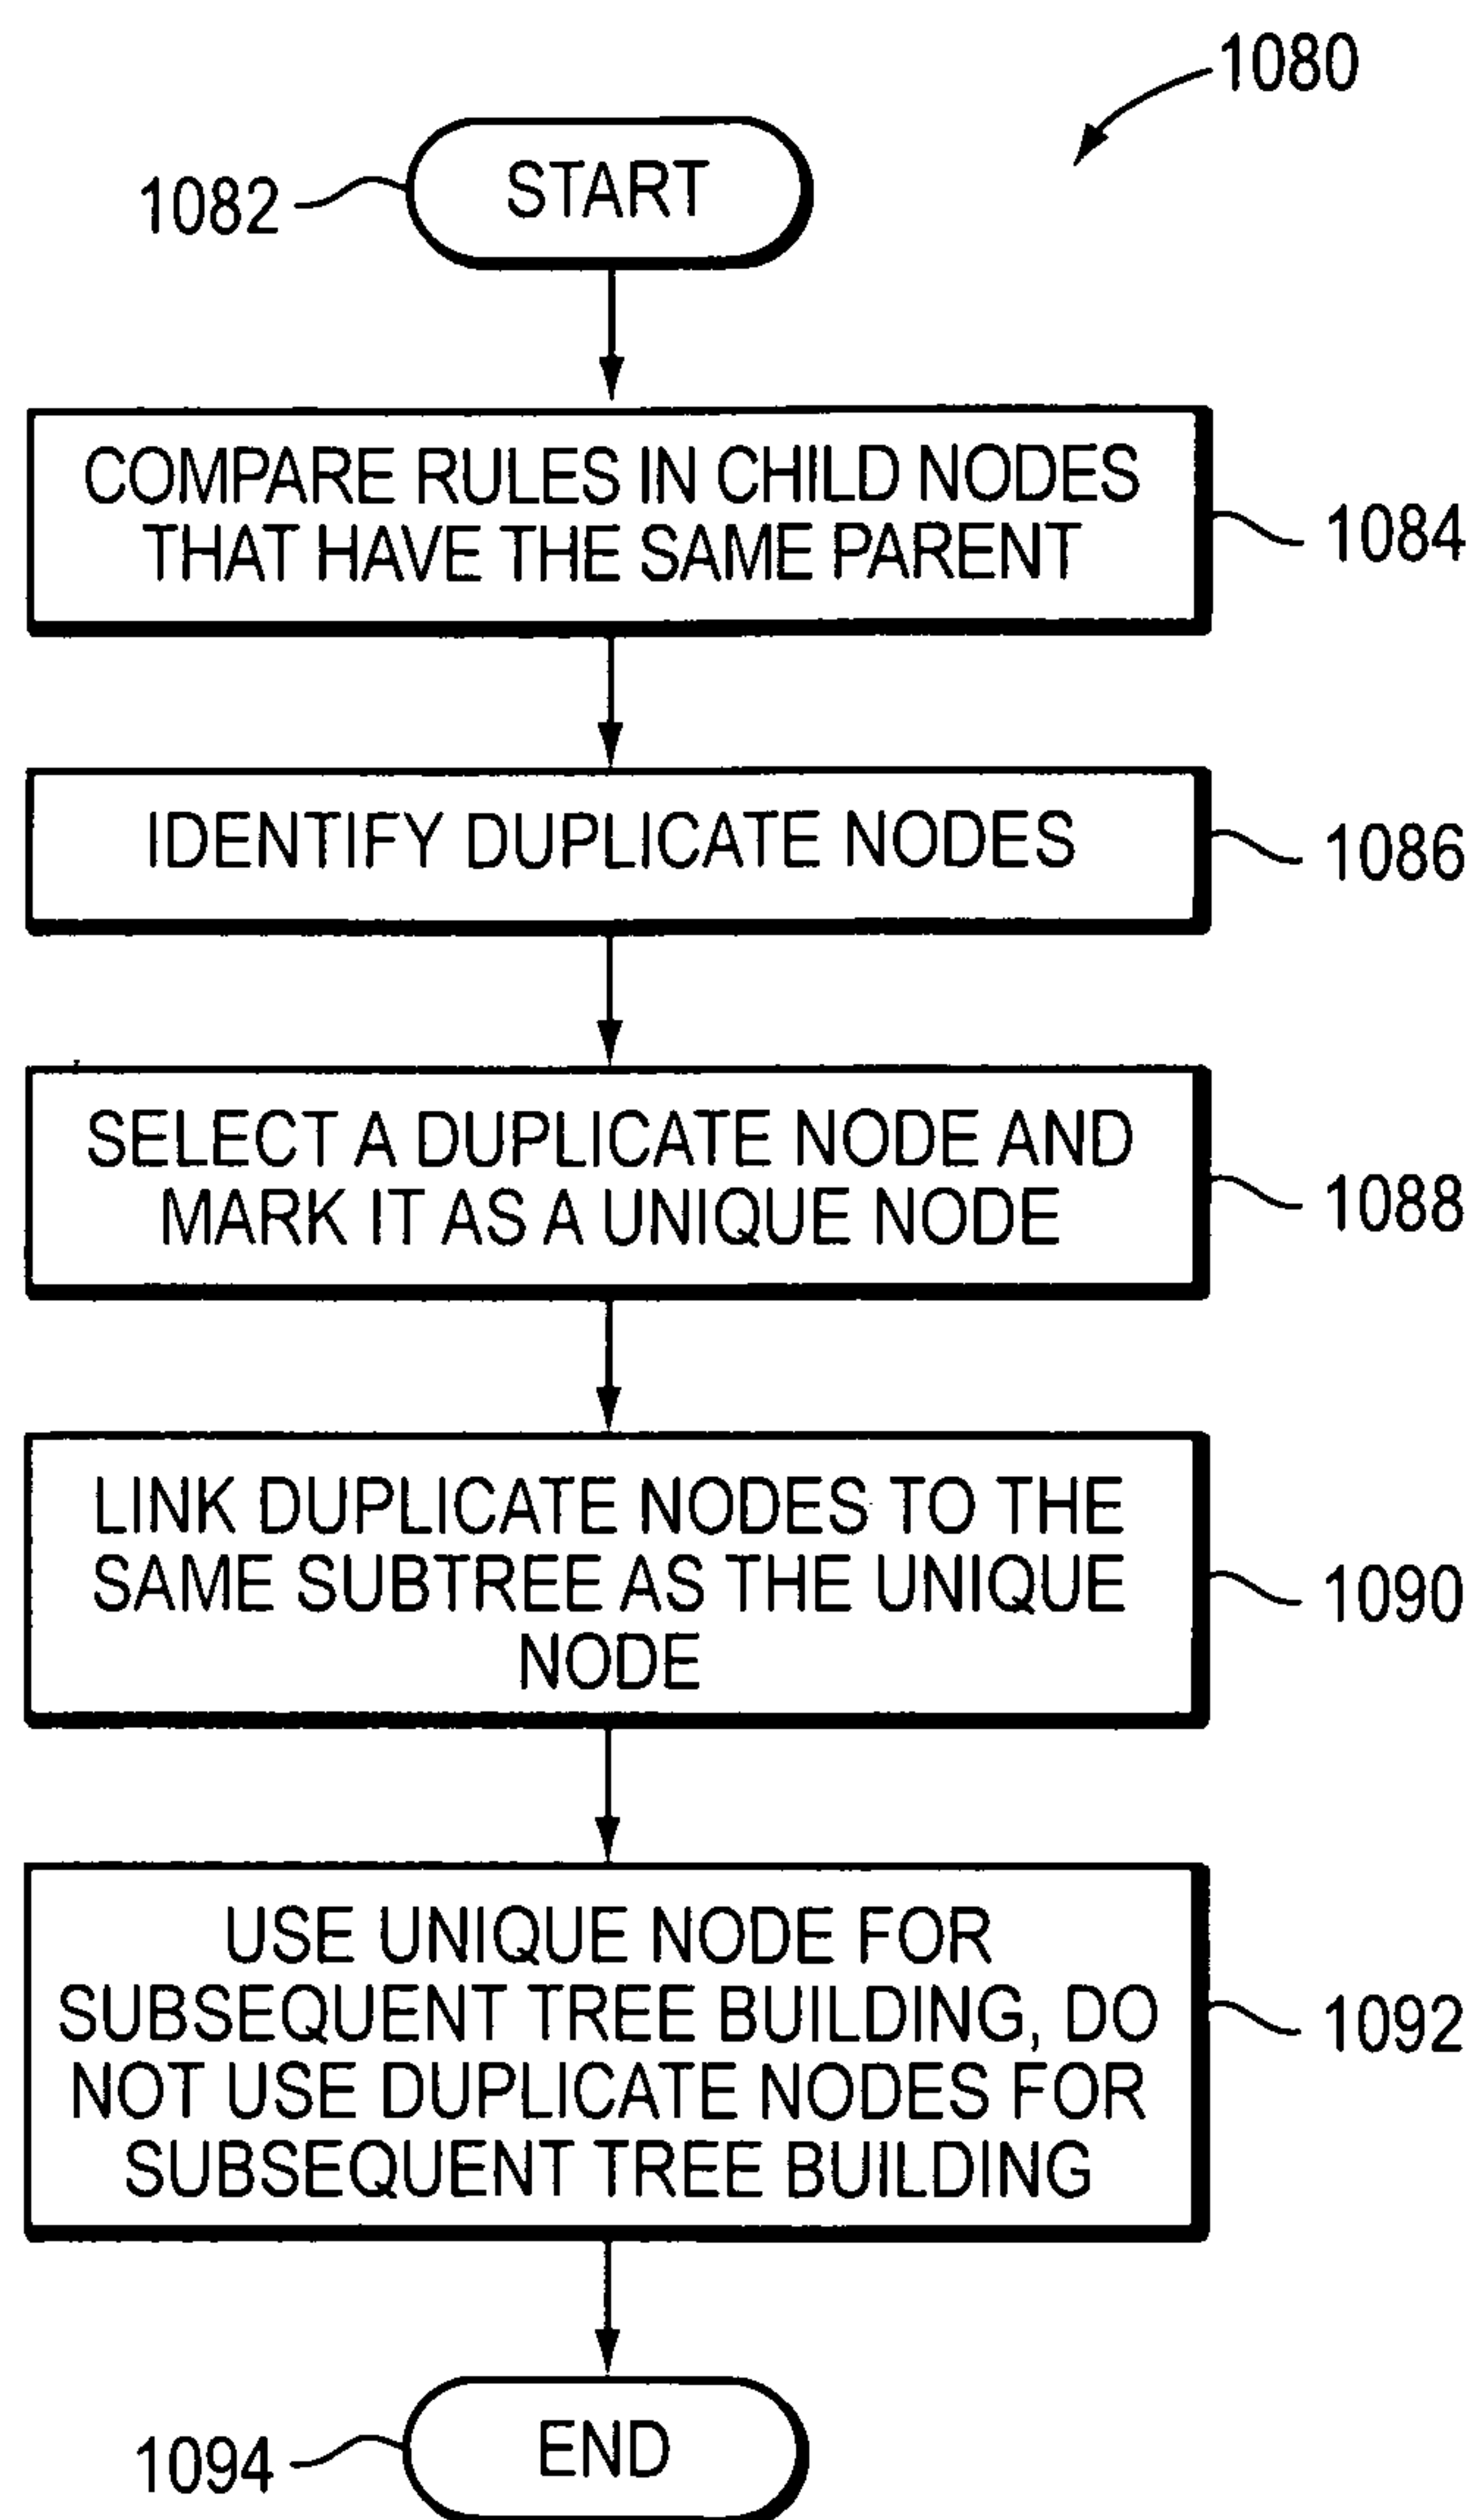 1080
1082
START
COMPARE RULES IN CHILD NODES
THAT HAVE THE SAME PARENT
1084
IDENTIFY DUPLICATE NODES
1086
SELECT A DUPLICATE NODE AND
MARK IT AS A UNIQUE NODE
1088
LINK DUPLICATE NODES TO THE
SAME SUBTREE AS THE UNIQUE
NODE
1090
USE UNIQUE NODE FOR
SUBSEQUENT TREE BUILDING, DO
NOT USE DUPLICATE NODES FOR
SUBSEQUENT TREE BUILDING
1092
END
1094